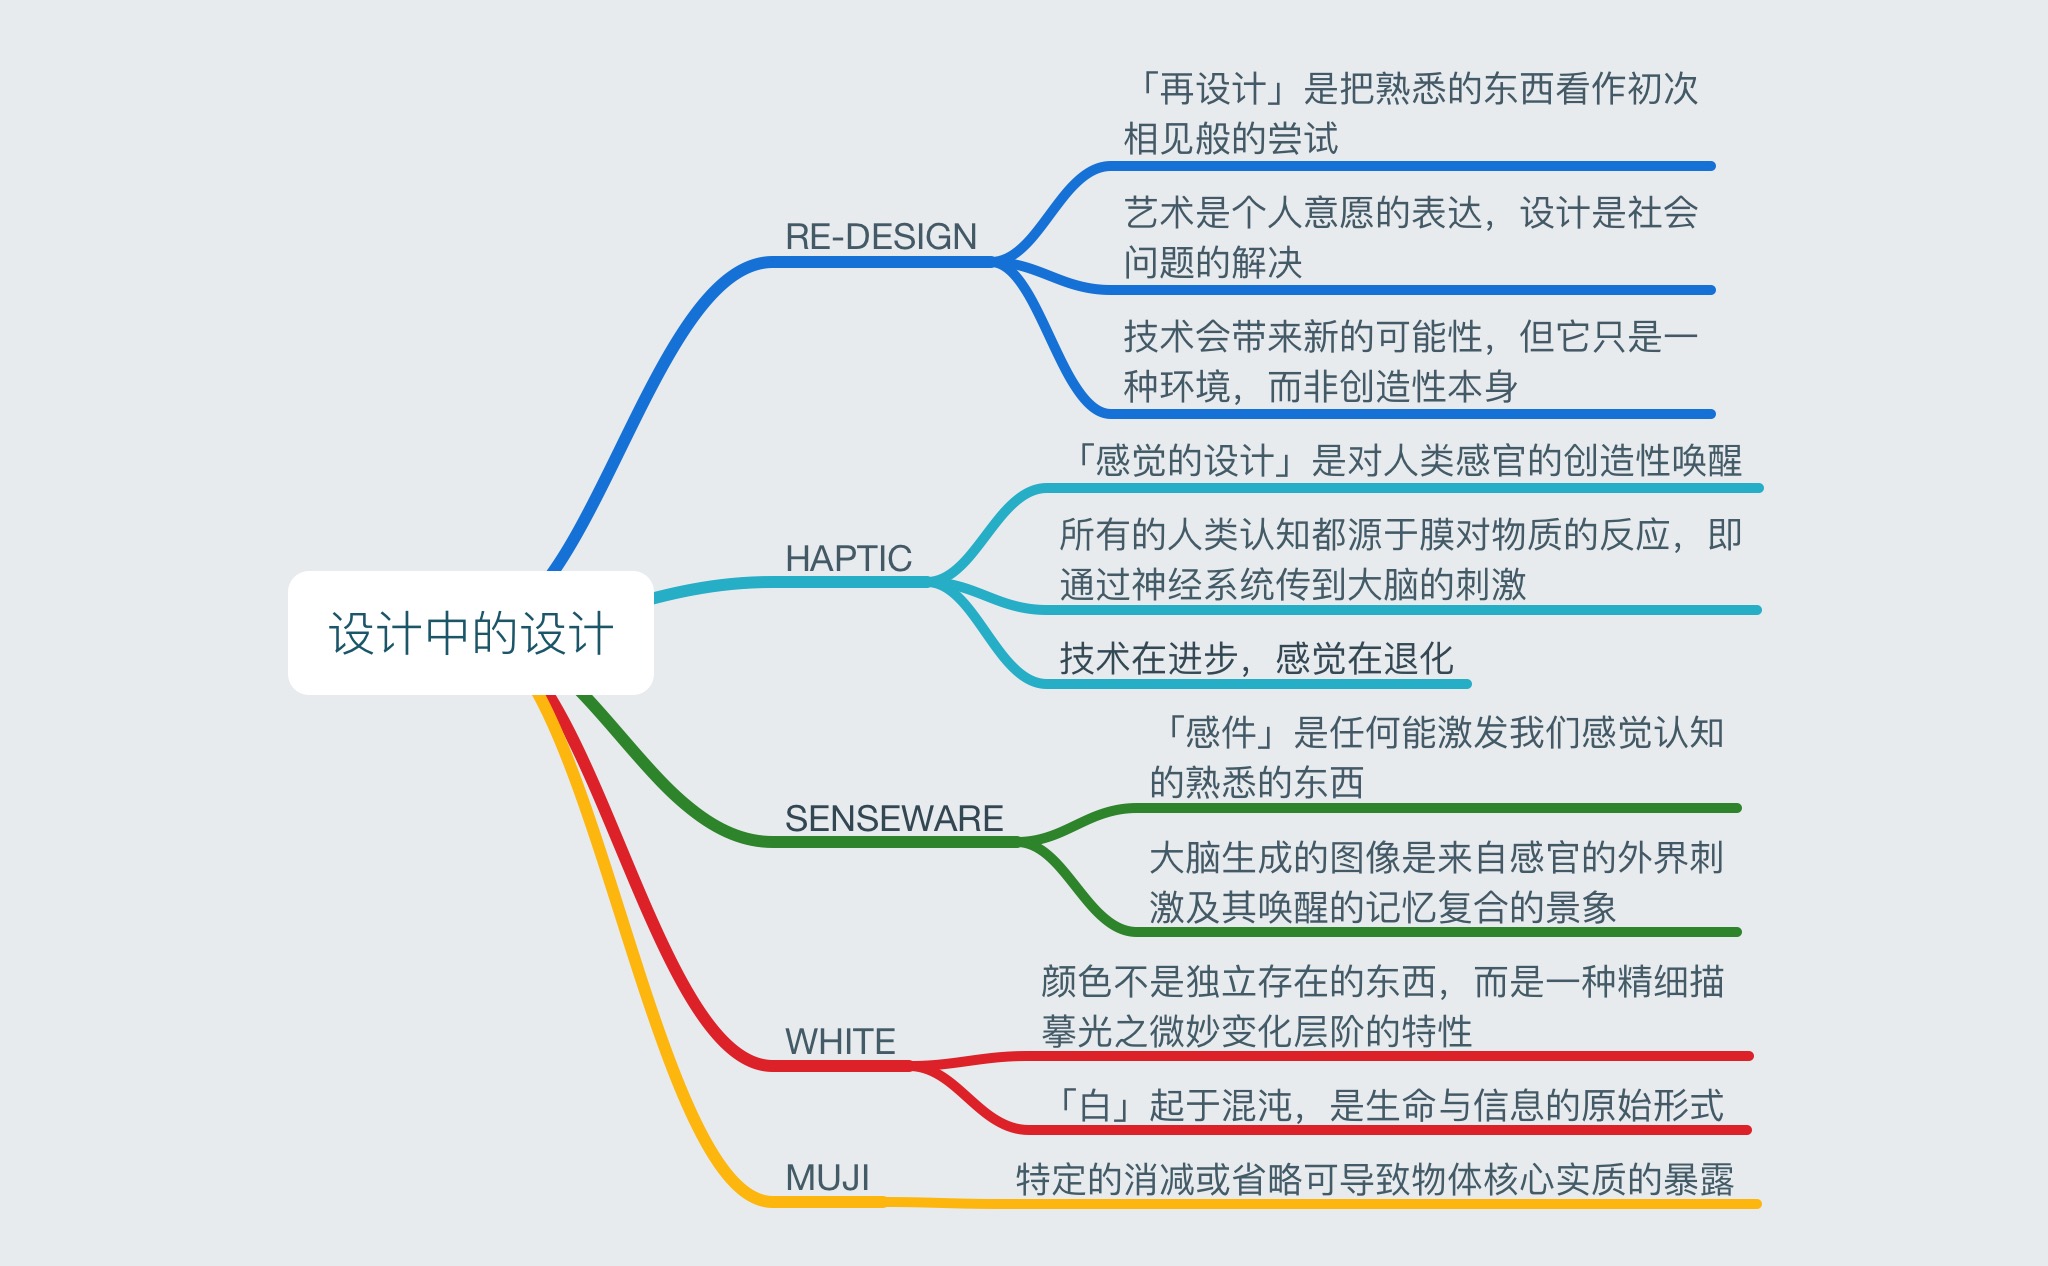 设计中的设计
RE-DESIGN
「再设计」是把熟悉的东西看作初次
相见般的尝试
艺术是个人意愿的表达，设计是社会
问题的解决
技术会带来新的可能性，但它只是一
种环境，而非创造性本身
HAPTIC
「感觉的设计」是对人类感官的创造性唤醒
所有的人类认知都源于膜对物质的反应，即
通过神经系统传到大脑的刺激
技术在进步，感觉在退化
SENSEWARE
「感件」是任何能激发我们感觉认知
的熟悉的东西
大脑生成的图像是来自感官的外界刺
激及其唤醒的记忆复合的景象
WHITE
颜色不是独立存在的东西，而是一种精细描
摹光之微妙变化层阶的特性
「白」起于混沌，是生命与信息的原始形式
MUJI
特定的消减或省略可导致物体核心实质的暴露